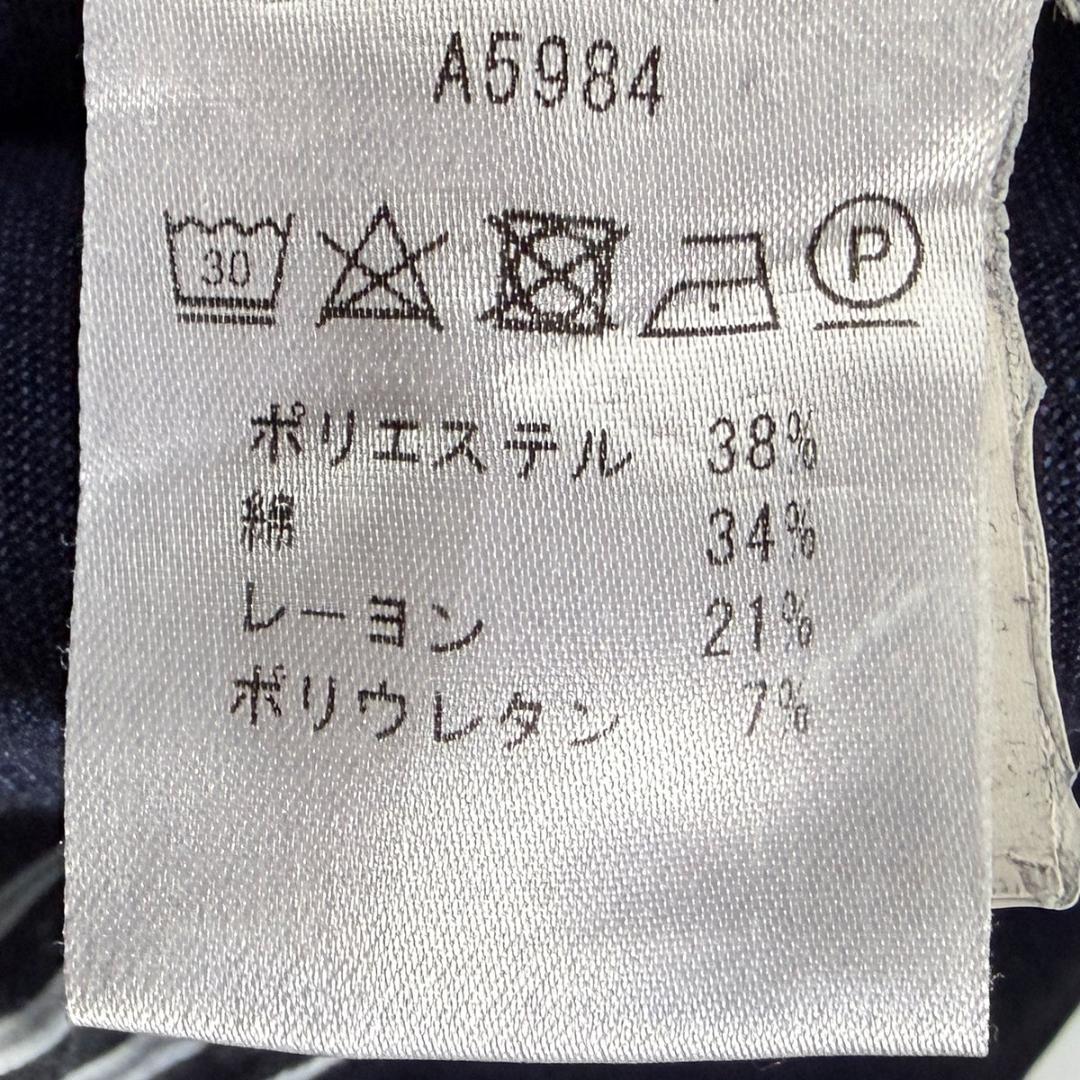 A5984
30 P
ポリエステル 38%
綿 34%
レーヨン 21%
ポリウレタン 7%